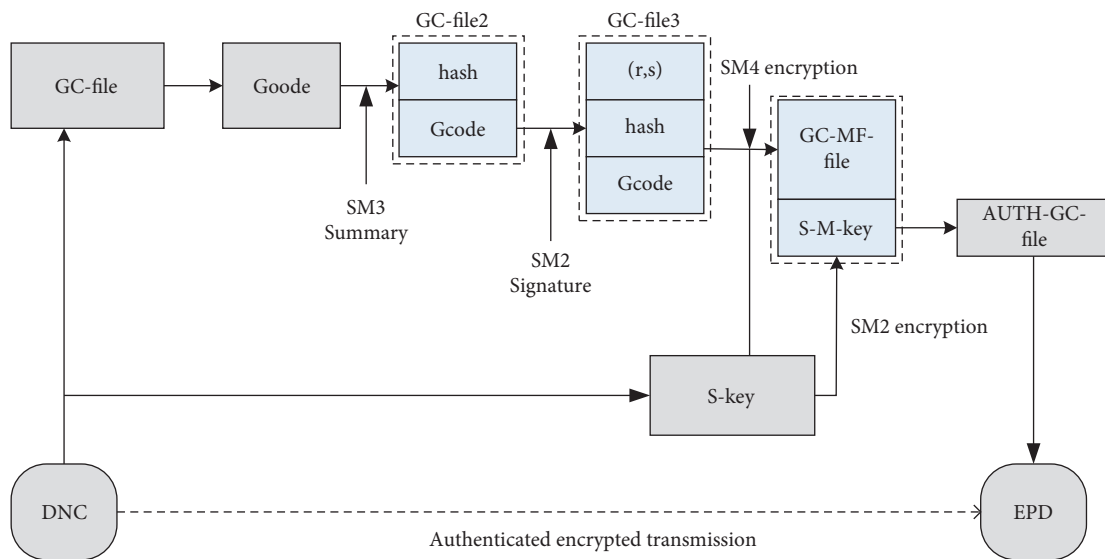 GC-file2
GC-file3
GC-file
Goode
hash
Gcode
(r,s)
hash
Gcode
SM4 encryption
GC-MF-
file
S-M-key
AUTH-GC-
file
SM3
Summary
SM2
Signature
SM2 encryption
S-key
DNC
EPD
Authenticated encrypted transmission